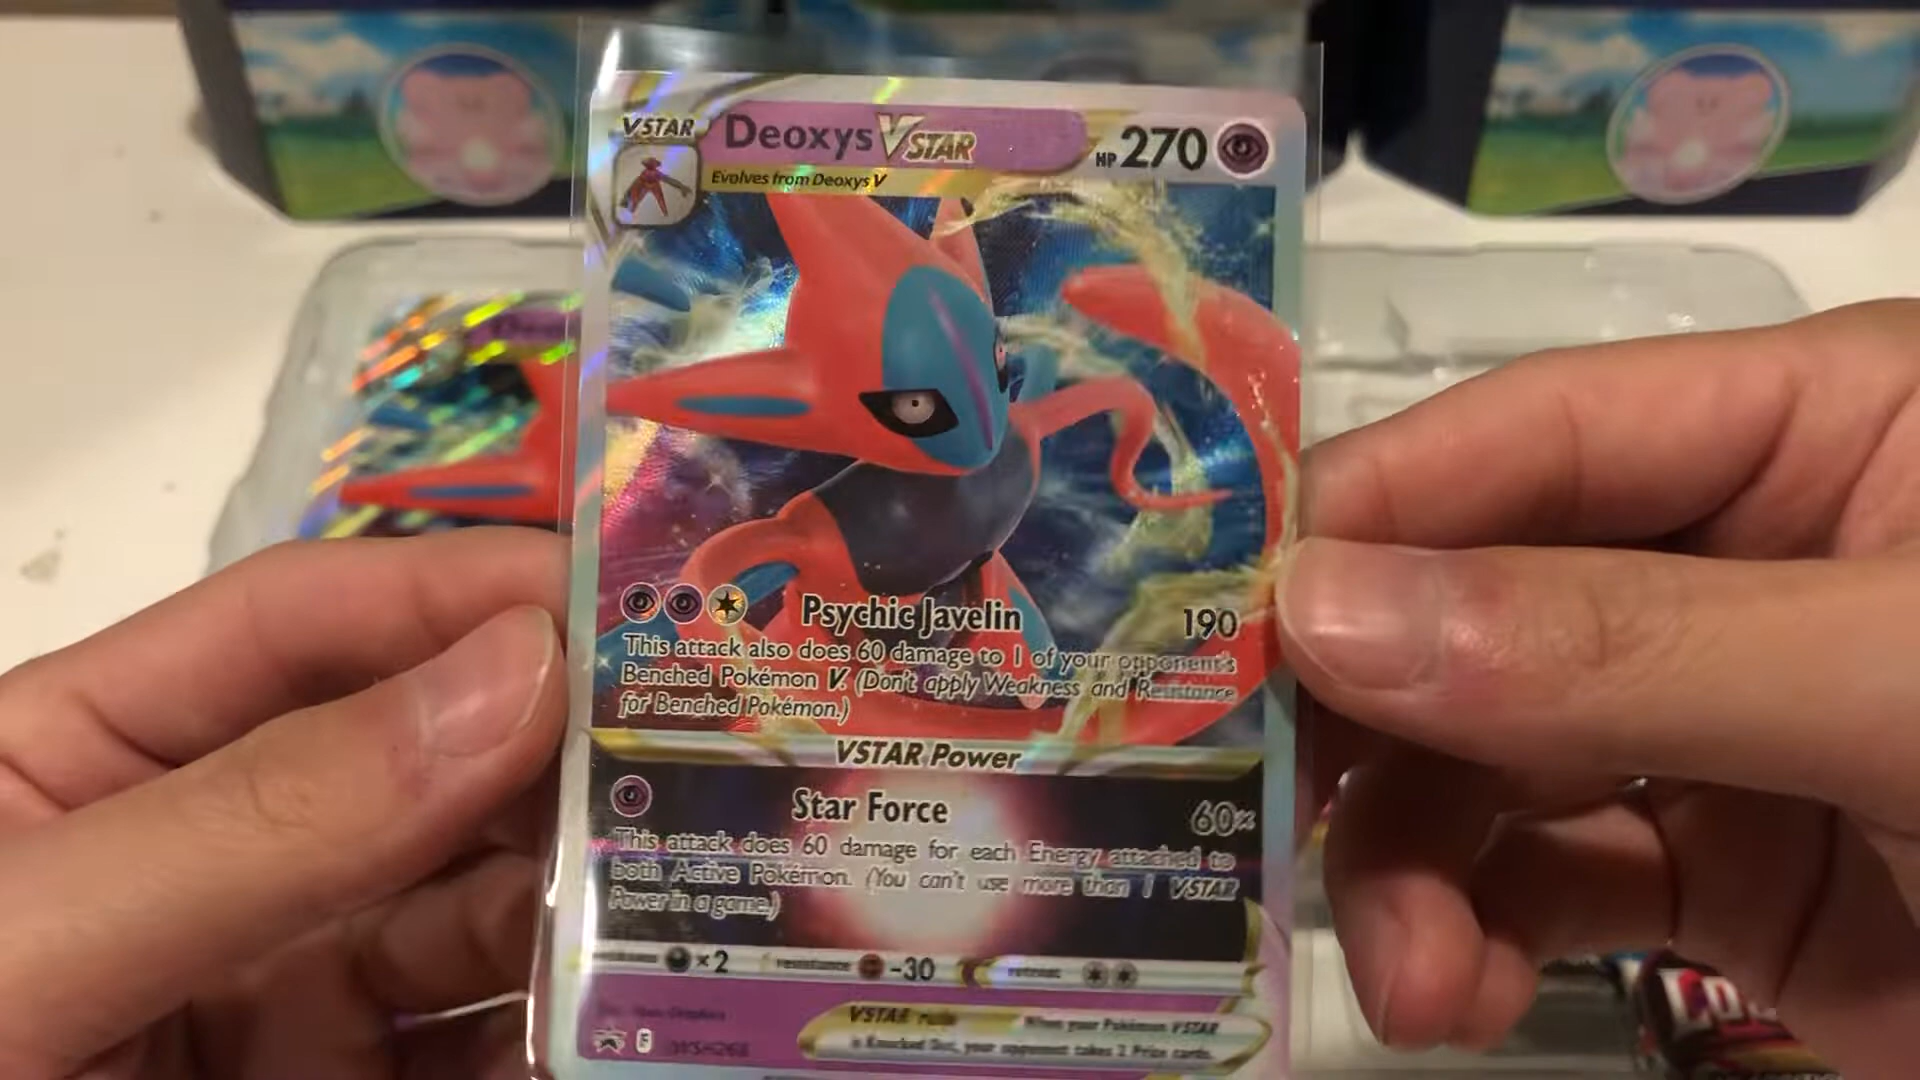 VSTAR
Deoxys VSTAR
HP 270
Evolves from Deoxys V
Psychic Javelin 190
This attack also does 60 damage to 1 of your opponent's
Benched Pokémon V. (Don't apply Weakness and Resistance
for Benched Pokémon.)
VSTAR Power
Star Force 60×
This attack does 60 damage for each Energy attached to
both Active Pokémon. (You can't use more than 1 VSTAR
Power in a game.)
×2 resistance -30 retreat
VSTAR rule When your Pokémon VSTAR
is Knocked Out, your opponent takes 2 Prize cards.
F